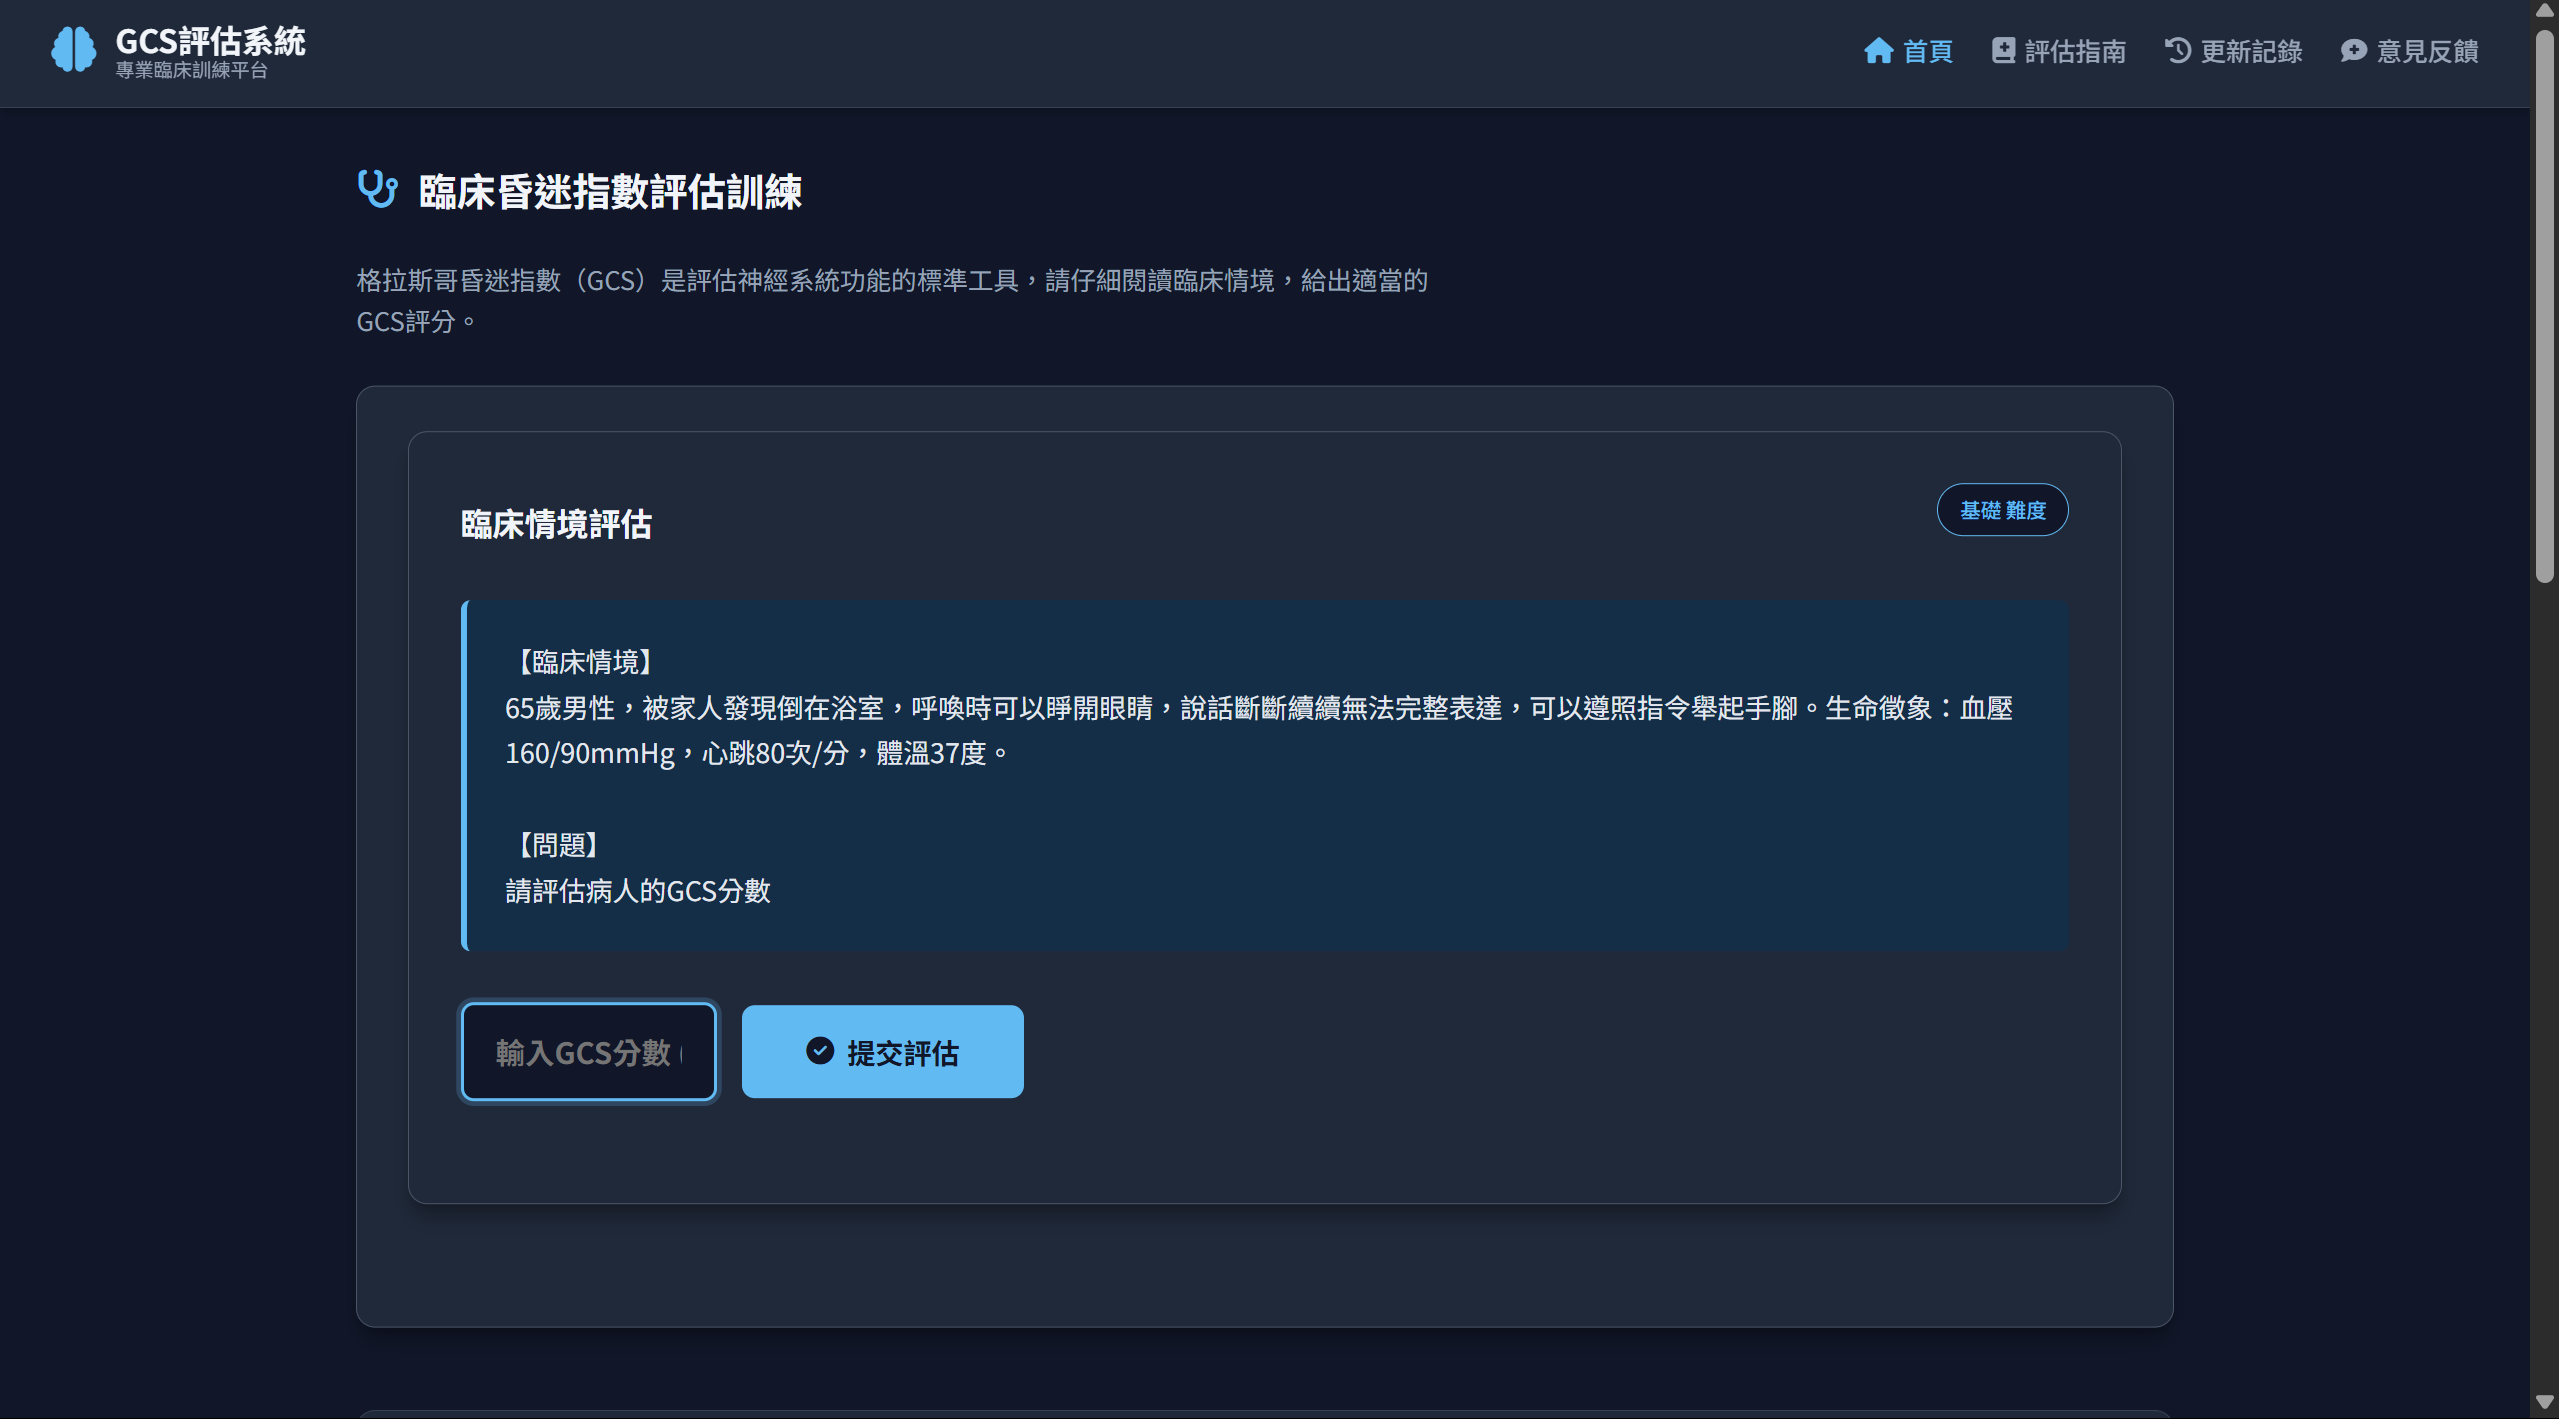 GCS評估系統
專業臨床訓練平台
首頁
評估指南
更新記錄
意見反饋
臨床昏迷指數評估訓練
格拉斯哥昏迷指數（GCS）是評估神經系統功能的標準工具，請仔細閱讀臨床情境，給出適當的
GCS評分。
臨床情境評估
基礎 難度
【臨床情境】
65歲男性，被家人發現倒在浴室，呼喚時可以睜開眼睛，說話斷斷續續無法完整表達，可以遵照指令舉起手腳。生命徵象：血壓
160/90mmHg，心跳80次/分，體溫37度。
【問題】
請評估病人的GCS分數
輸入GCS分數 (
提交評估